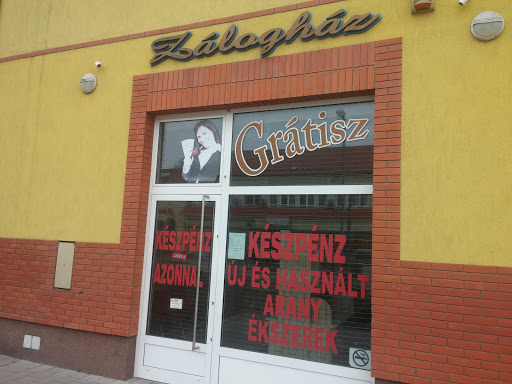 Zálogház
Grátisz
KÉSZPÉNZ
AZONNAL
KÉSZPÉNZ
ÚJ ÉS HASZNÁLT
ARANY
ÉKSZEREK